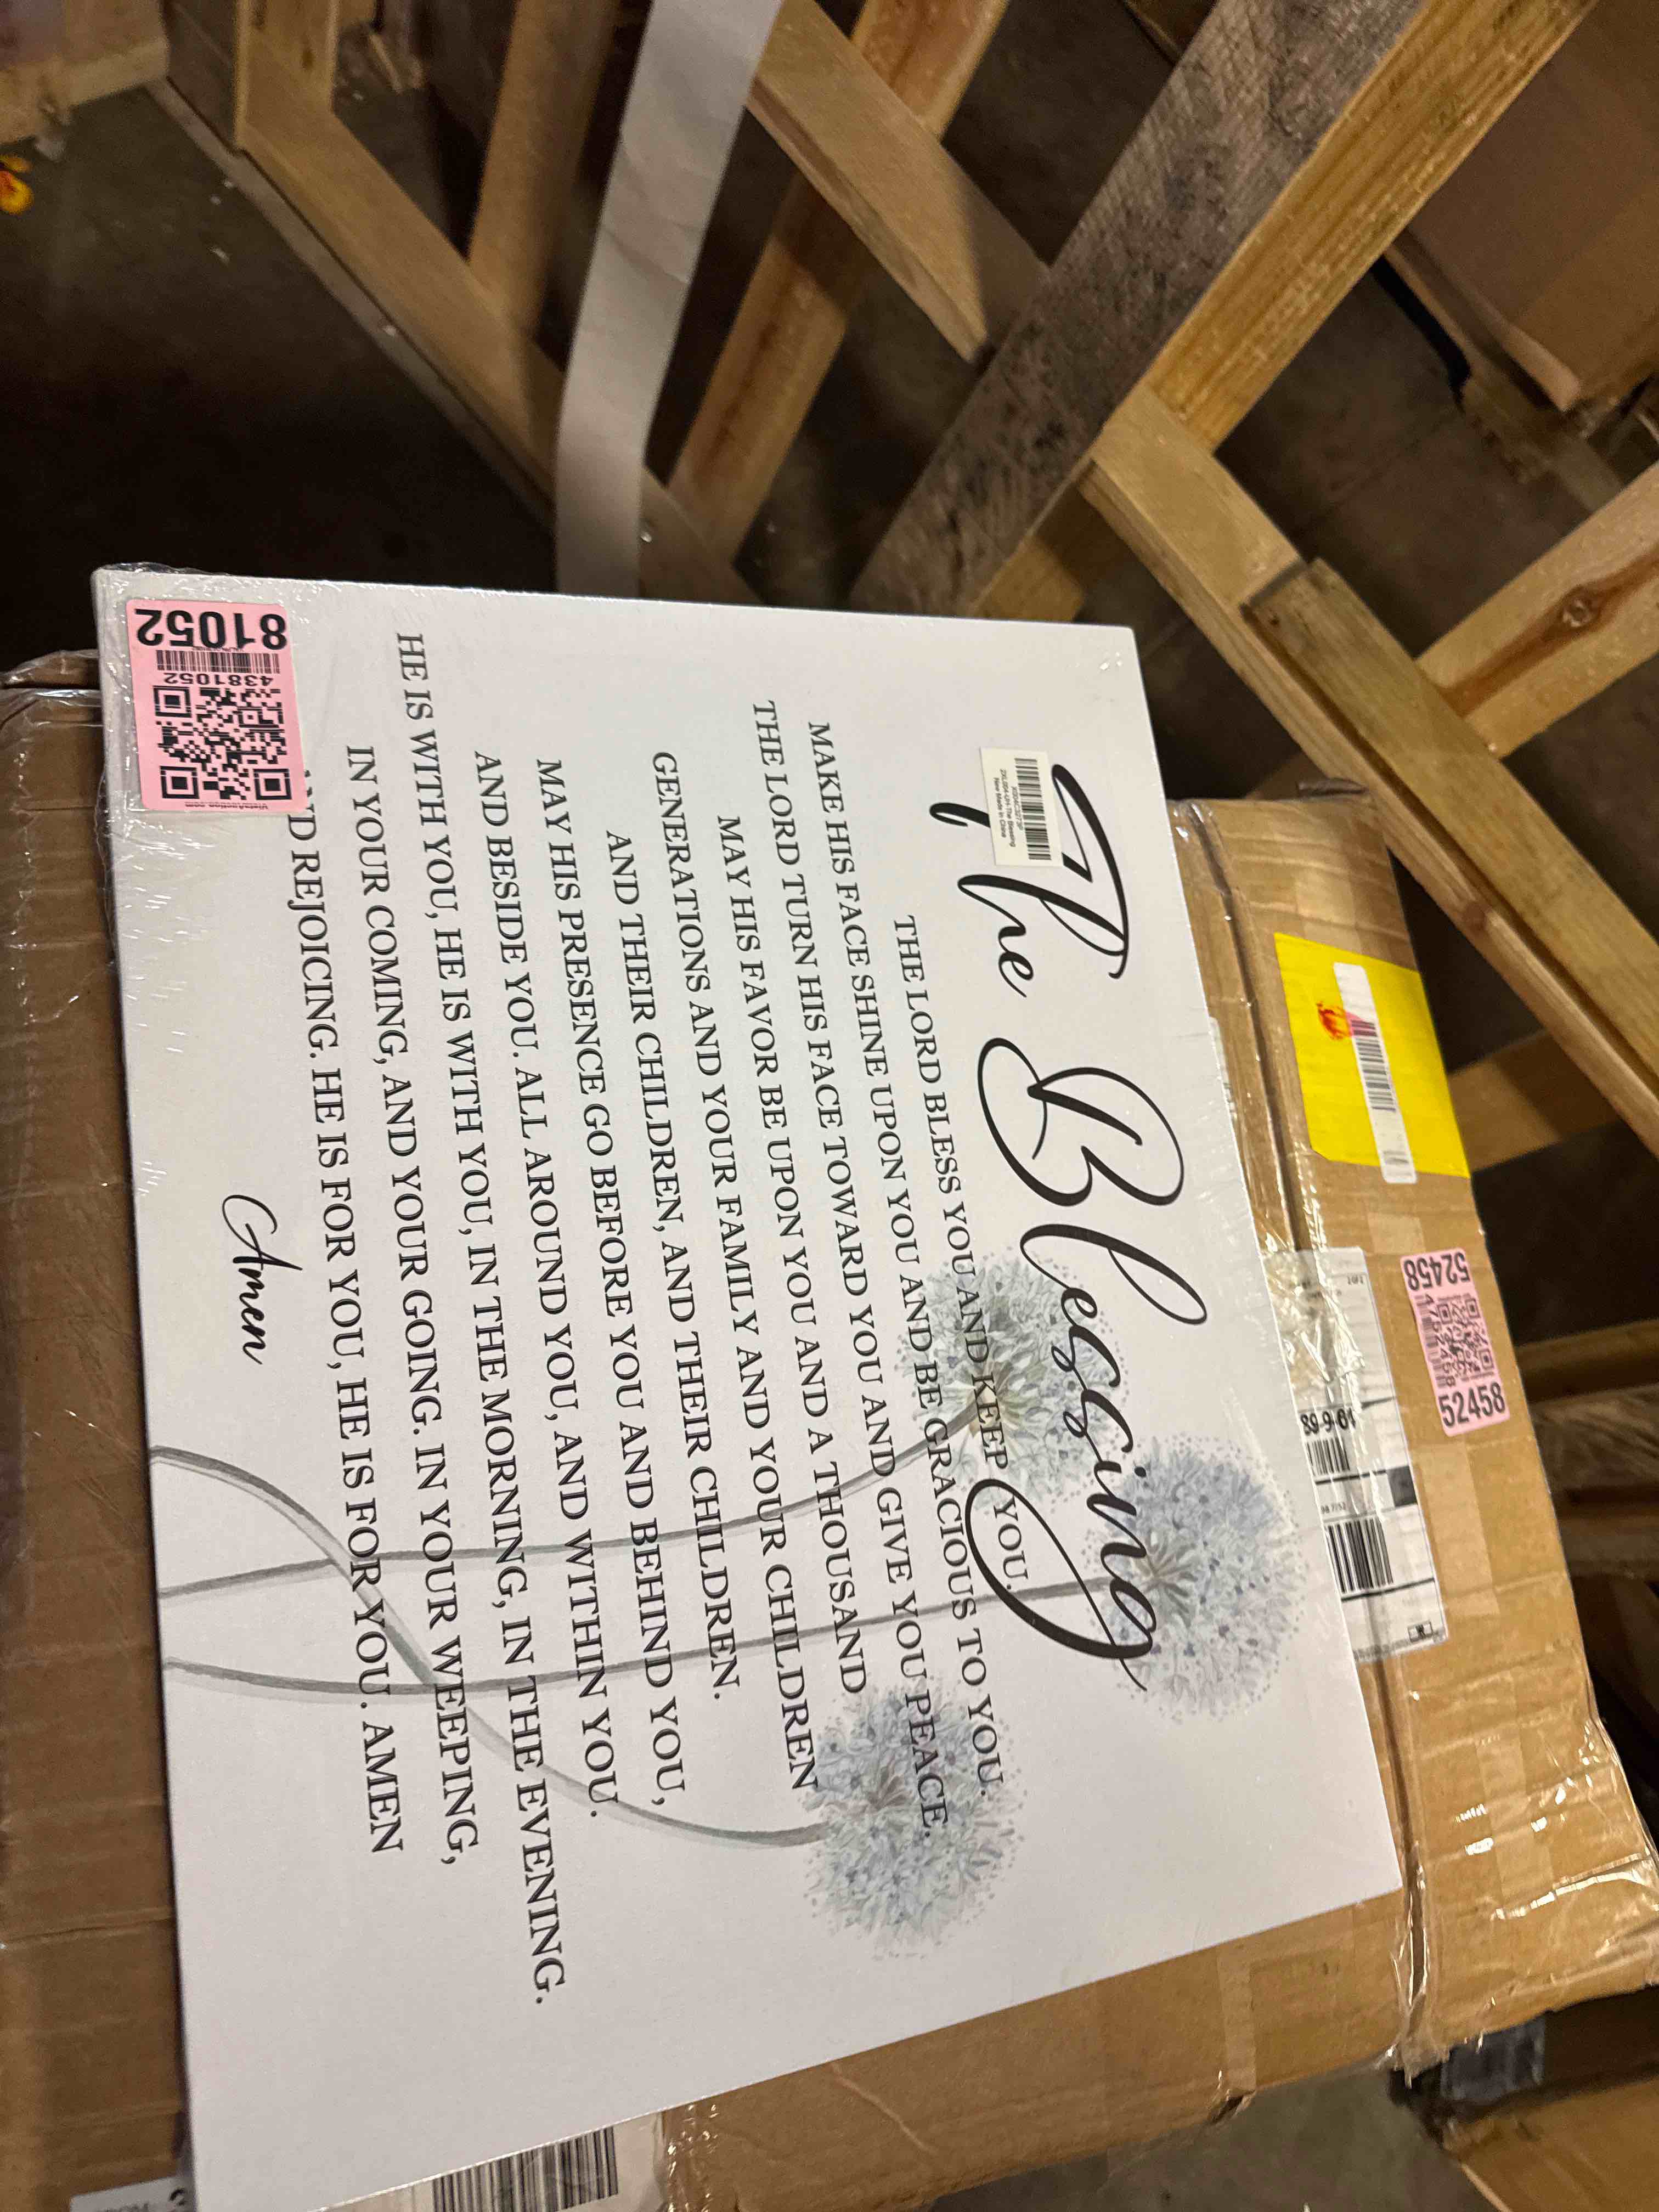 The Blessing
THE LORD BLESS YOU AND KEEP YOU.
MAKE HIS FACE SHINE UPON YOU AND BE GRACIOUS TO YOU.
THE LORD TURN HIS FACE TOWARD YOU AND GIVE YOU PEACE.
MAY HIS FAVOR BE UPON YOU AND A THOUSAND
GENERATIONS AND YOUR FAMILY AND YOUR CHILDREN
AND THEIR CHILDREN, AND THEIR CHILDREN.
MAY HIS PRESENCE GO BEFORE YOU AND BEHIND YOU,
AND BESIDE YOU. ALL AROUND YOU, AND WITHIN YOU.
HE IS WITH YOU, HE IS WITH YOU, IN THE MORNING, IN THE EVENING.
IN YOUR COMING, AND YOUR GOING. IN YOUR WEEPING,
REJOICING. HE IS FOR YOU, HE IS FOR YOU. AMEN
Amen
New Made in China
81052
4381052
52458
52458